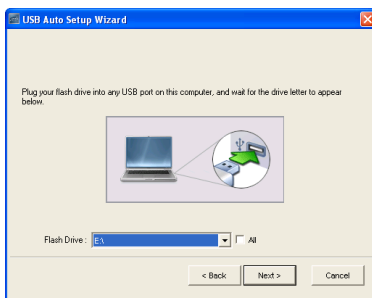 USB Auto Setup Wizard
Plug your flash drive into any USB port on this computer, and wait for the drive letter to appear
below.
Flash Drive : E:\ All
< Back Next > Cancel